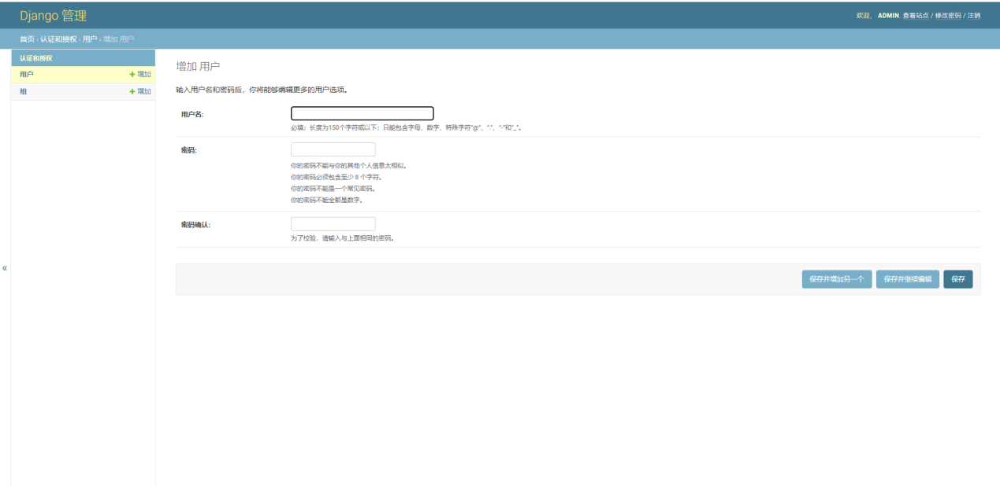 Django 管理
欢迎， ADMIN. 查看站点 / 修改密码 / 注销
首页 › 认证和授权 › 用户 › 增加 用户
认证和授权
用户 + 增加
组 + 增加
增加 用户
输入用户名和密码后，你将能够编辑更多的用户选项。
用户名:
必填；长度为150个字符或以下；只能包含字母、数字、特殊字符“@”、“.”、“-”和“_”。
密码:
你的密码不能与你的其他个人信息太相似。
你的密码必须包含至少 8 个字符。
你的密码不能是一个常见密码。
你的密码不能全都是数字。
密码确认:
为了校验，请输入与上面相同的密码。
«
保存并增加另一个 保存并继续编辑 保存